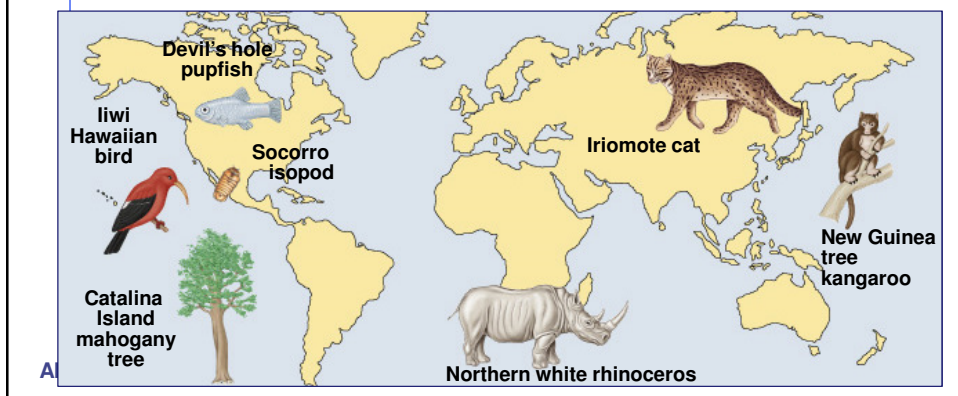 Devil's hole
pupfish
Iiwi
Hawaiian
bird
Socorro
isopod
Iriomote cat
New Guinea
tree
kangaroo
Catalina
Island
mahogany
tree
Northern white rhinoceros